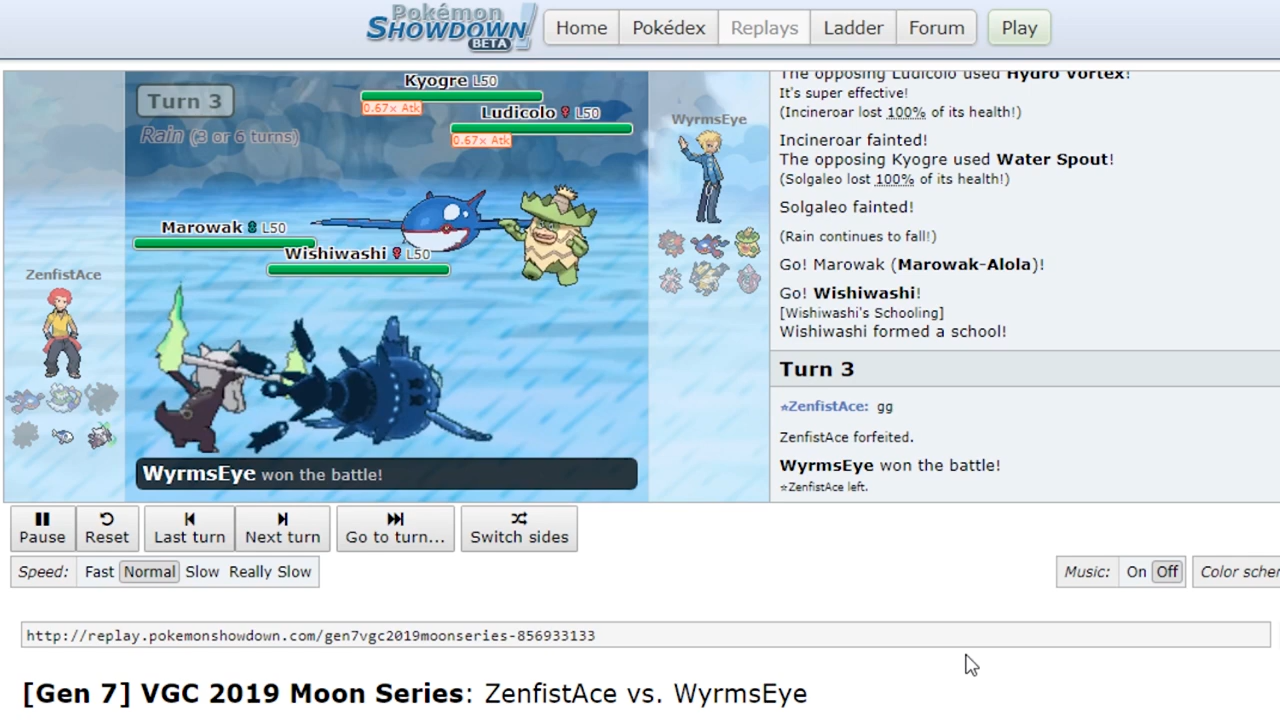 Pokémon
SHOWDOWN!
BETA
Home
Pokédex
Replays
Ladder
Forum
Play
Turn 3
Rain (3 or 6 turns)
Kyogre L50
0.67x Atk
Ludicolo L50
0.67x Atk
Marowak L50
Wishiwashi L50
ZenfistAce
WyrmsEye
WyrmsEye won the battle!
The opposing Ludicolo used Hydro Vortex!
It's super effective!
(Incineroar lost 100% of its health!)
Incineroar fainted!
The opposing Kyogre used Water Spout!
(Solgaleo lost 100% of its health!)
Solgaleo fainted!
(Rain continues to fall!)
Go! Marowak (Marowak-Alola)!
Go! Wishiwashi!
[Wishiwashi's Schooling]
Wishiwashi formed a school!
Turn 3
☆ZenfistAce: gg
ZenfistAce forfeited.
WyrmsEye won the battle!
☆ZenfistAce left.
Pause
Reset
Last turn
Next turn
Go to turn...
Switch sides
Speed: Fast Normal Slow Really Slow
Music: On Off
Color schem
http://replay.pokemonshowdown.com/gen7vgc2019moonseries-856933133
[Gen 7] VGC 2019 Moon Series: ZenfistAce vs. WyrmsEye